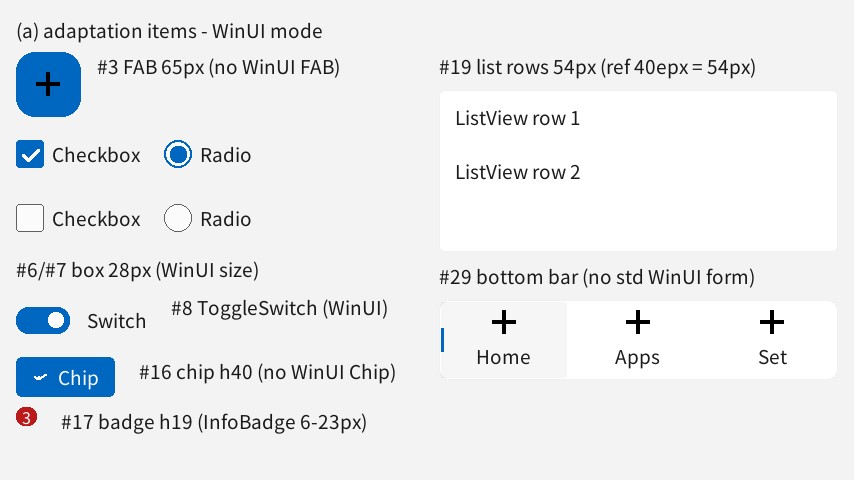 (a) adaptation items - WinUI mode
#3 FAB 65px (no WinUI FAB)
Checkbox
Radio
Checkbox
Radio
#6/#7 box 28px (WinUI size)
Switch
#8 ToggleSwitch (WinUI)
Chip
#16 chip h40 (no WinUI Chip)
3
#17 badge h19 (InfoBadge 6-23px)
#19 list rows 54px (ref 40epx = 54px)
ListView row 1
ListView row 2
#29 bottom bar (no std WinUI form)
Home
Apps
Set